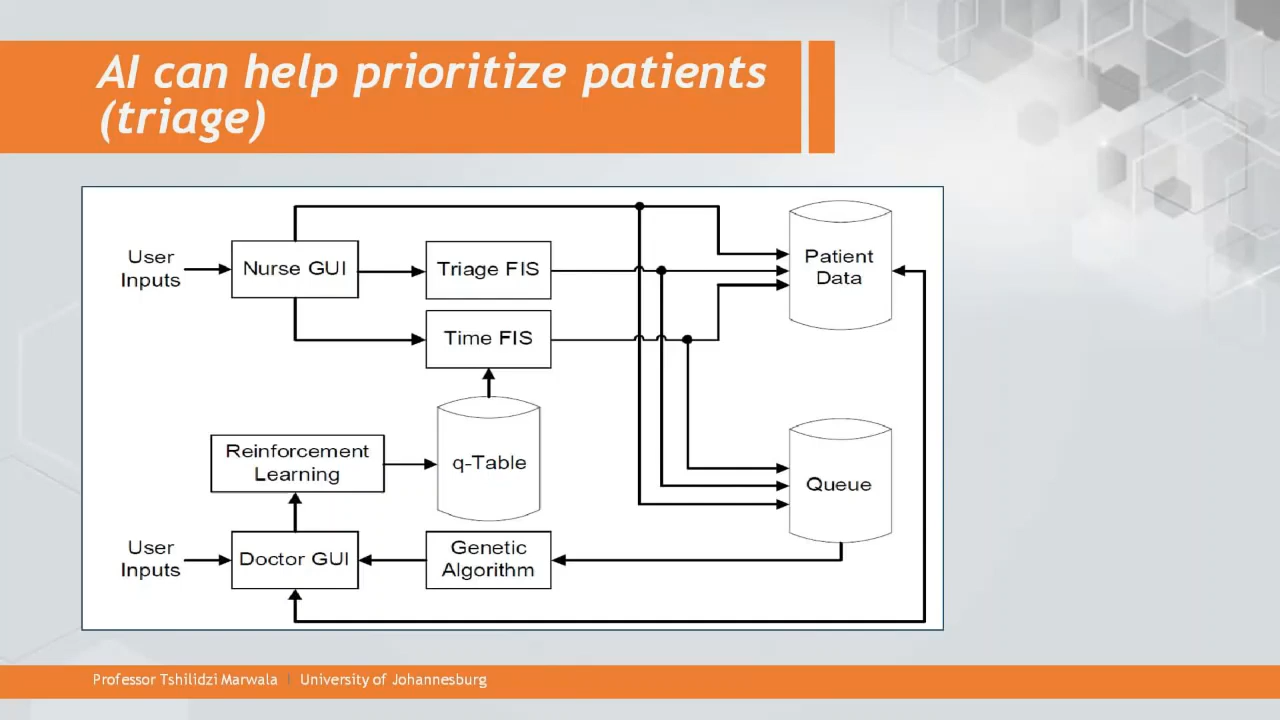 AI can help prioritize patients
(triage)
User
Inputs
Nurse GUI
Triage FIS
Patient
Data
Time FIS
Reinforcement
Learning
q-Table
Queue
User
Inputs
Doctor GUI
Genetic
Algorithm
Professor Tshilidzi Marwala | University of Johannesburg